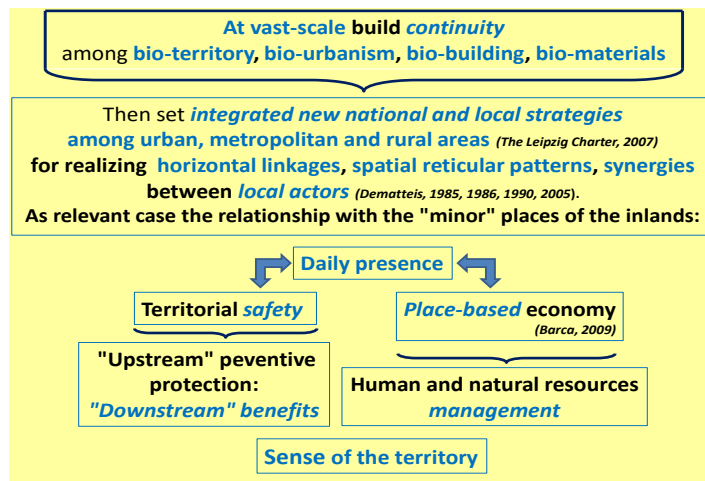 At vast-scale build continuity
among bio-territory, bio-urbanism, bio-building, bio-materials
Then set integrated new national and local strategies
among urban, metropolitan and rural areas (The Leipzig Charter, 2007)
for realizing horizontal linkages, spatial reticular patterns, synergies
between local actors (Dematteis, 1985, 1986, 1990, 2005).
As relevant case the relationship with the "minor" places of the inlands:
Daily presence
Territorial safety
Place-based economy
(Barca, 2009)
"Upstream" peventive
protection:
"Downstream" benefits
Human and natural resources
management
Sense of the territory